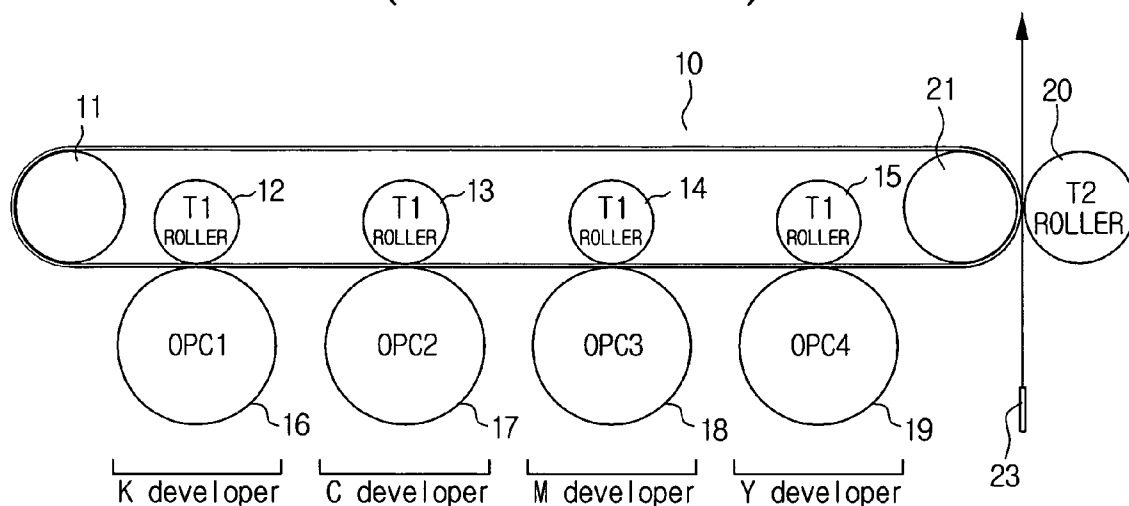 10
11
21
20
12
13
14
15
T1
ROLLER
T1
ROLLER
T1
ROLLER
T1
ROLLER
T2
ROLLER
OPC1
OPC2
OPC3
OPC4
16
17
18
19
23
K developer
C developer
M developer
Y developer